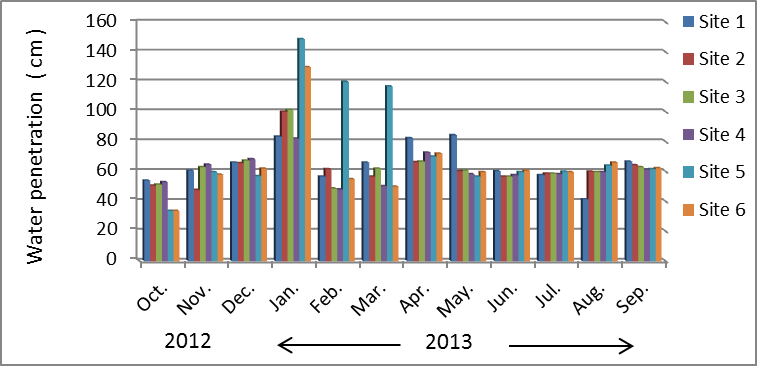 Water penetration ( cm )
160
140
120
100
80
60
40
20
0
Oct.
Nov.
Dec.
Jan.
Feb.
Mar.
Apr.
May.
Jun.
Jul.
Aug.
Sep.
2012
2013
Site 1
Site 2
Site 3
Site 4
Site 5
Site 6